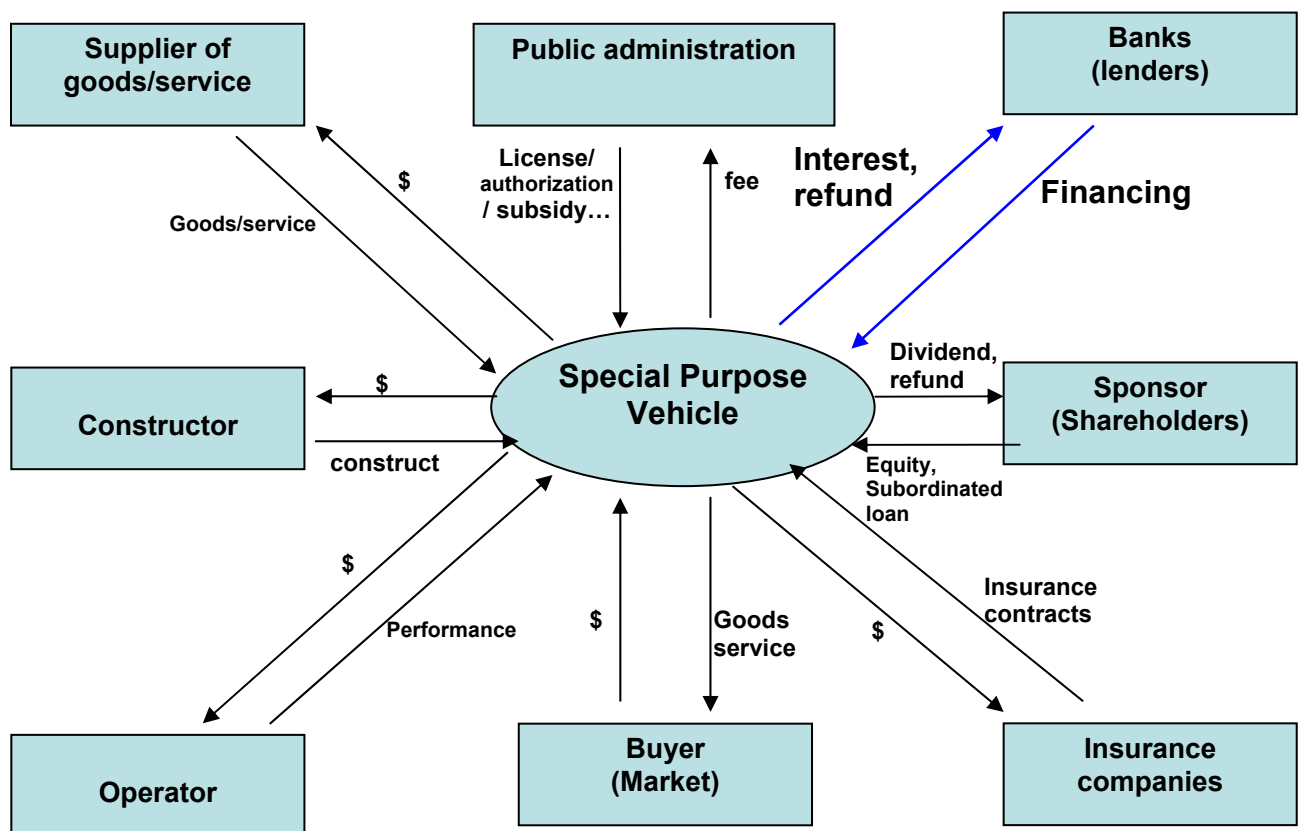 Supplier of
goods/service
Public administration
Banks
(lenders)
$
Goods/service
License/
authorization
/ subsidy…
fee
Interest,
refund
Financing
Special Purpose
Vehicle
Dividend,
refund
Constructor
$
construct
Sponsor
(Shareholders)
Equity,
Subordinated
loan
$
Performance
$
Goods
service
$
Insurance
contracts
Operator
Buyer
(Market)
Insurance
companies